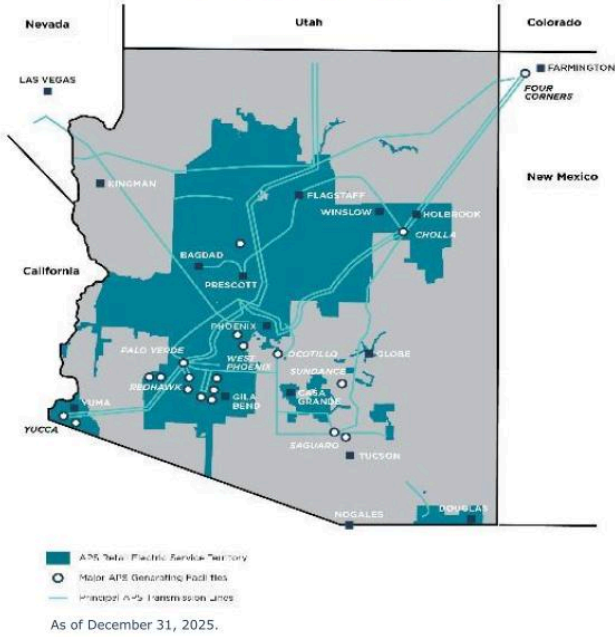 Nevada
Utah
Colorado
LAS VEGAS
FARMINGTON
FOUR
CORNERS
New Mexico
KINGMAN
FLAGSTAFF
WINSLOW
HOLBROOK
CHOLLA
BAGDAD
California
PRESCOTT
PHOENIX
PALO VERDE
WEST
PHOENIX
OCOTILLO
GLOBE
SUNDANCE
REDHAWK
GILA
BEND
CASA
GRANDE
YUMA
YUCCA
SAGUARO
TUCSON
NOGALES
DOUGLAS
APS Retail Electric Service Territory
Major APS Generating Facilities
Principal APS Transmission Lines
As of December 31, 2025.